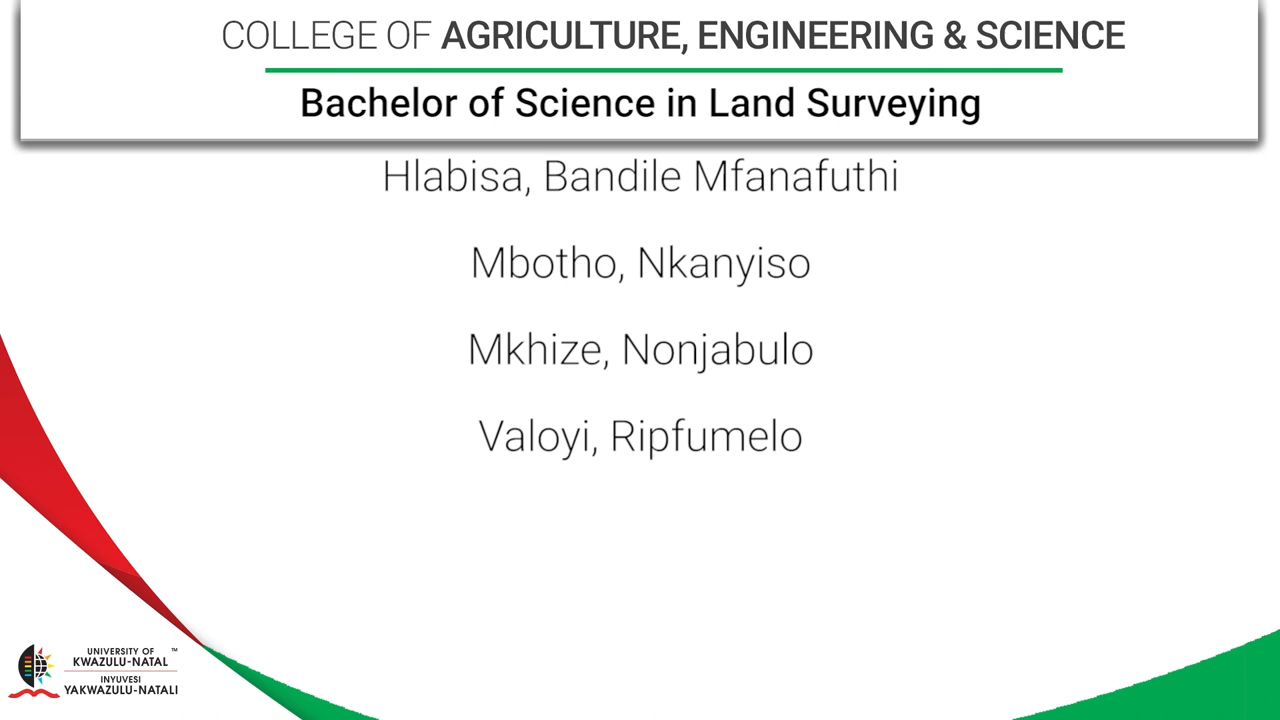 COLLEGE OF AGRICULTURE, ENGINEERING & SCIENCE
Bachelor of Science in Land Surveying
Hlabisa, Bandile Mfanafuthi
Mbotho, Nkanyiso
Mkhize, Nonjabulo
Valoyi, Ripfumelo
UNIVERSITY OF ™
KWAZULU-NATAL
INYUVESI
YAKWAZULU-NATALI